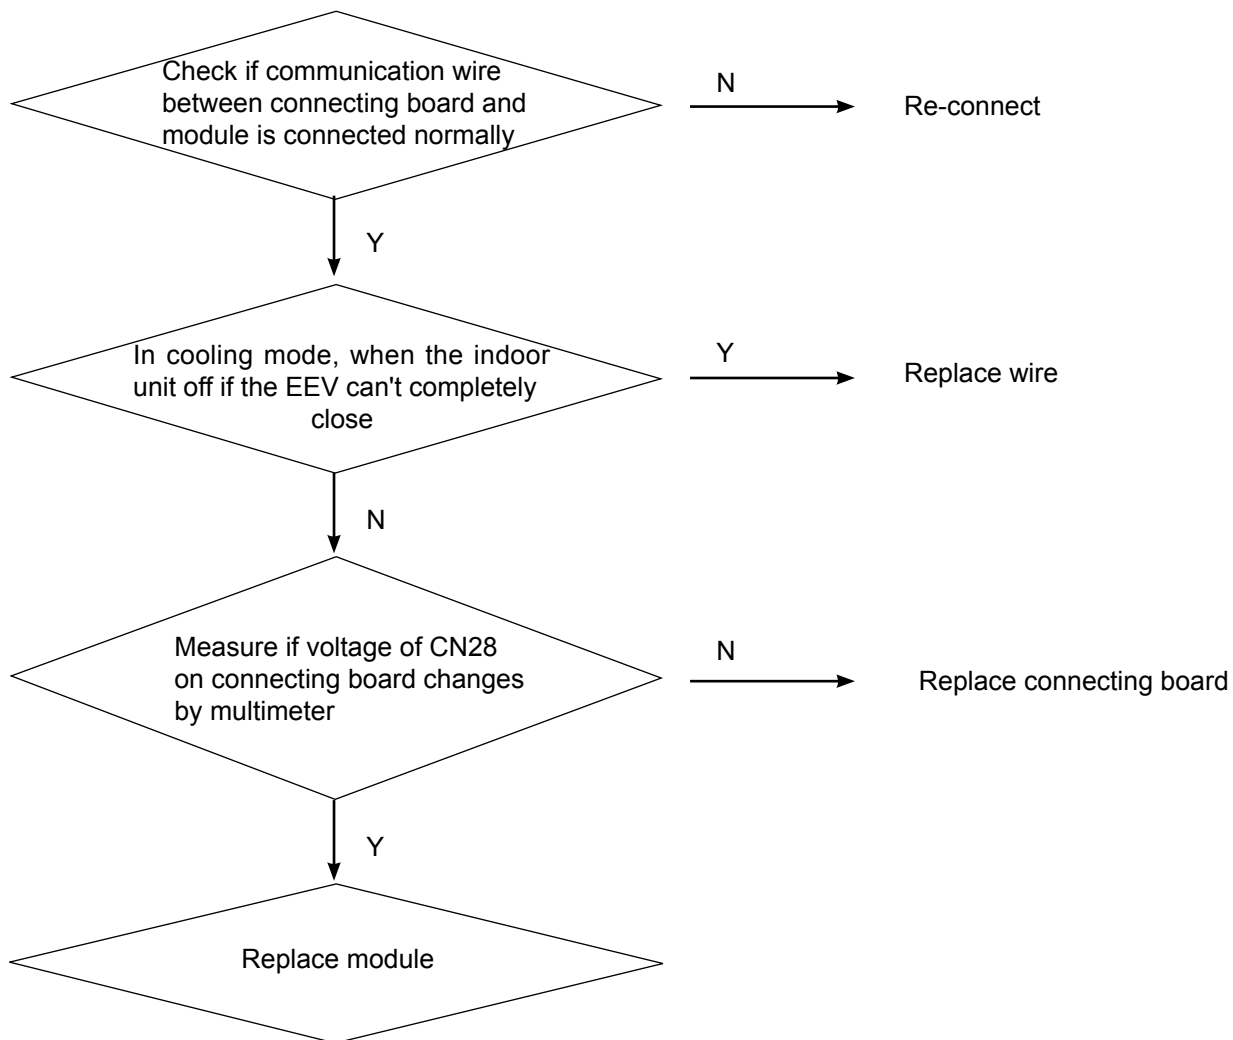 Check if communication wire
between connecting board and
module is connected normally
N
Re-connect
Y
In cooling mode, when the indoor
unit off if the EEV can't completely
close
Y
Replace wire
N
Measure if voltage of CN28
on connecting board changes
by multimeter
N
Replace connecting board
Y
Replace module